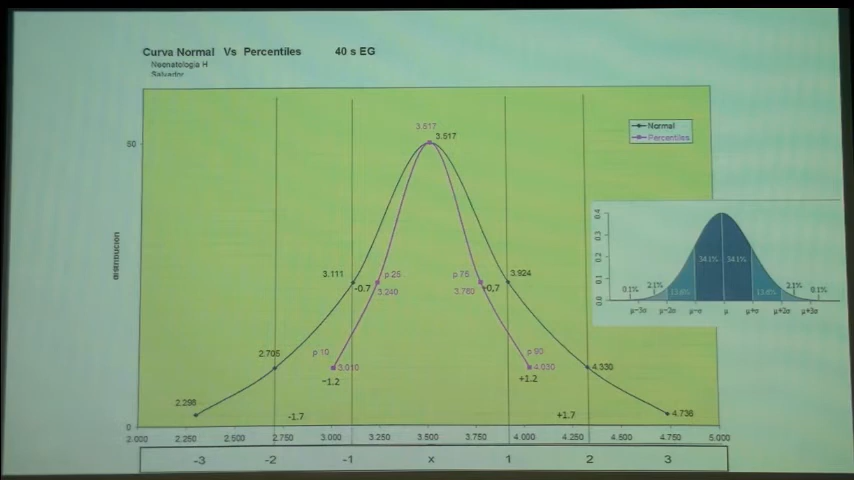 Curva Normal Vs Percentiles 40 s EG
Neonatologia H
Salvador
distribucion
50
0
3.517
3.517
Normal
Percentiles
3.111
-0.7
p 25
3.240
p 75
3.760
+0.7
3.924
2.705
p 10
3.010
-1.2
p 90
4.030
+1.2
4.330
2.298
-1.7
+1.7
4.736
2.000 2.250 2.500 2.750 3.000 3.250 3.500 3.750 4.000 4.250 4.500 4.750 5.000
-3 -2 -1 x 1 2 3
0.4
0.3
0.2
0.1
0.0
34.1% 34.1%
0.1% 2.1% 13.6% 13.6% 2.1% 0.1%
μ-3σ μ-2σ μ-σ μ μ+σ μ+2σ μ+3σ